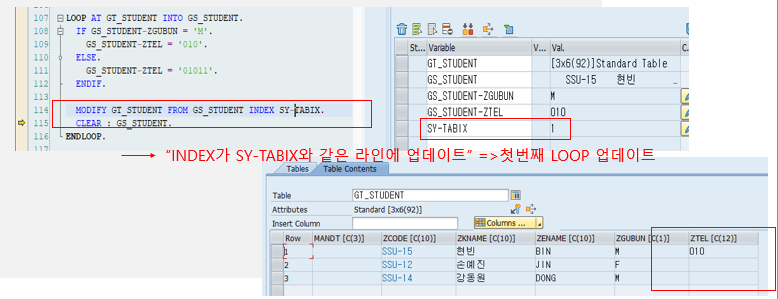 107 LOOP AT GT_STUDENT INTO GS_STUDENT.
108 IF GS_STUDENT-ZGUBUN = 'M'.
109 GS_STUDENT-ZTEL = '010'.
110 ELSE.
111 GS_STUDENT-ZTEL = '01011'.
112 ENDIF.
114 MODIFY GT_STUDENT FROM GS_STUDENT INDEX SY-TABIX.
115 CLEAR : GS_STUDENT.
116 ENDLOOP.
St... Variable V... Val. C.
GT_STUDENT [3x6(92)]Standard Table
GS_STUDENT SSU-15 현빈
GS_STUDENT-ZGUBUN M
GS_STUDENT-ZTEL 010
SY-TABIX 1
“INDEX가 SY-TABIX와 같은 라인에 업데이트” =>첫번째 LOOP 업데이트
Tables Table Contents
Table GT_STUDENT
Attributes Standard [3x6(92)]
Insert Column Columns ...
Row MANDT [C(3)] ZCODE [C(10)] ZKNAME [C(10)] ZENAME [C(10)] ZGUBUN [C(1)] ZTEL [C(12)]
1 SSU-15 현빈 BIN M 010
2 SSU-12 손예진 JIN F
3 SSU-14 강동원 DONG M